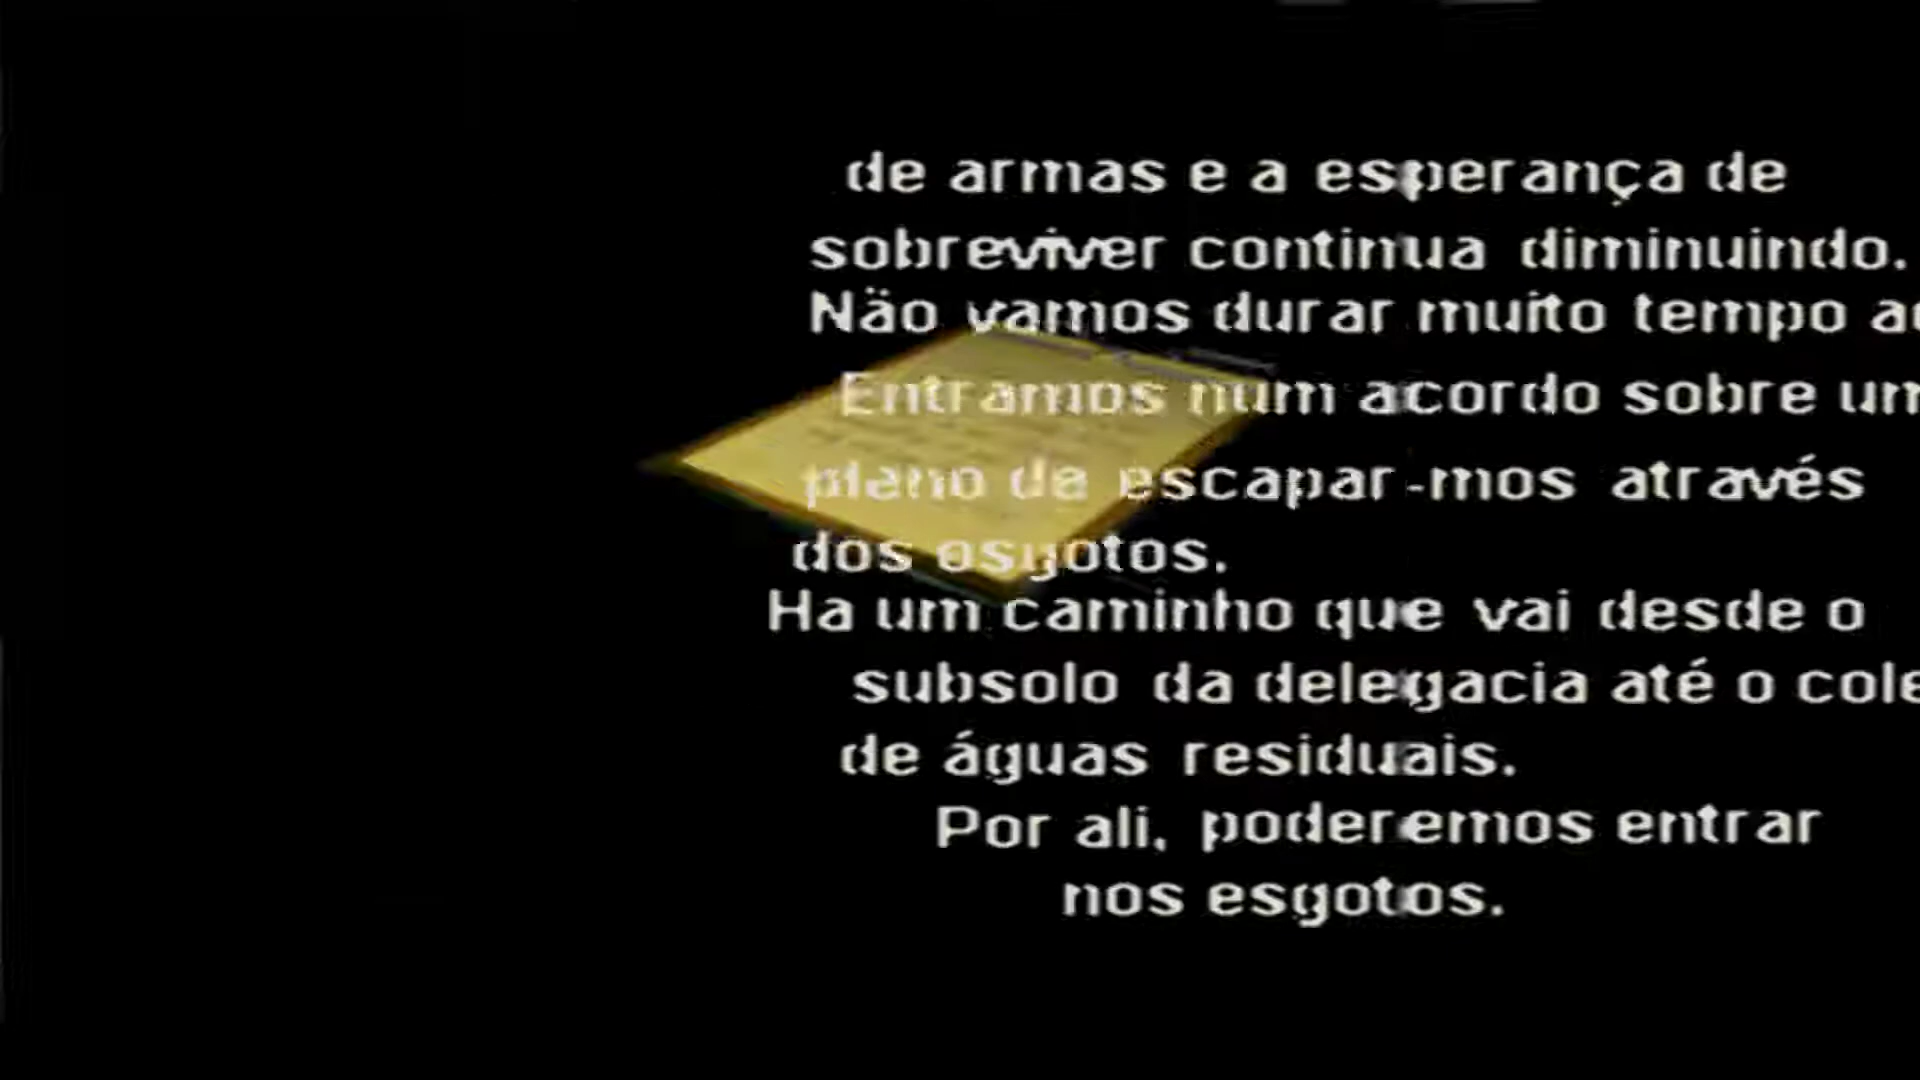 de armas e a esperança de
sobreviver continua diminuindo.
Não vamos durar muito tempo
Entramos num acordo sobre um
plano de escapar-mos através
dos esgotos.
Ha um caminho que vai desde o
subsolo da delegacia até o
de águas residuais.
Por ali, poderemos entrar
nos esgotos.